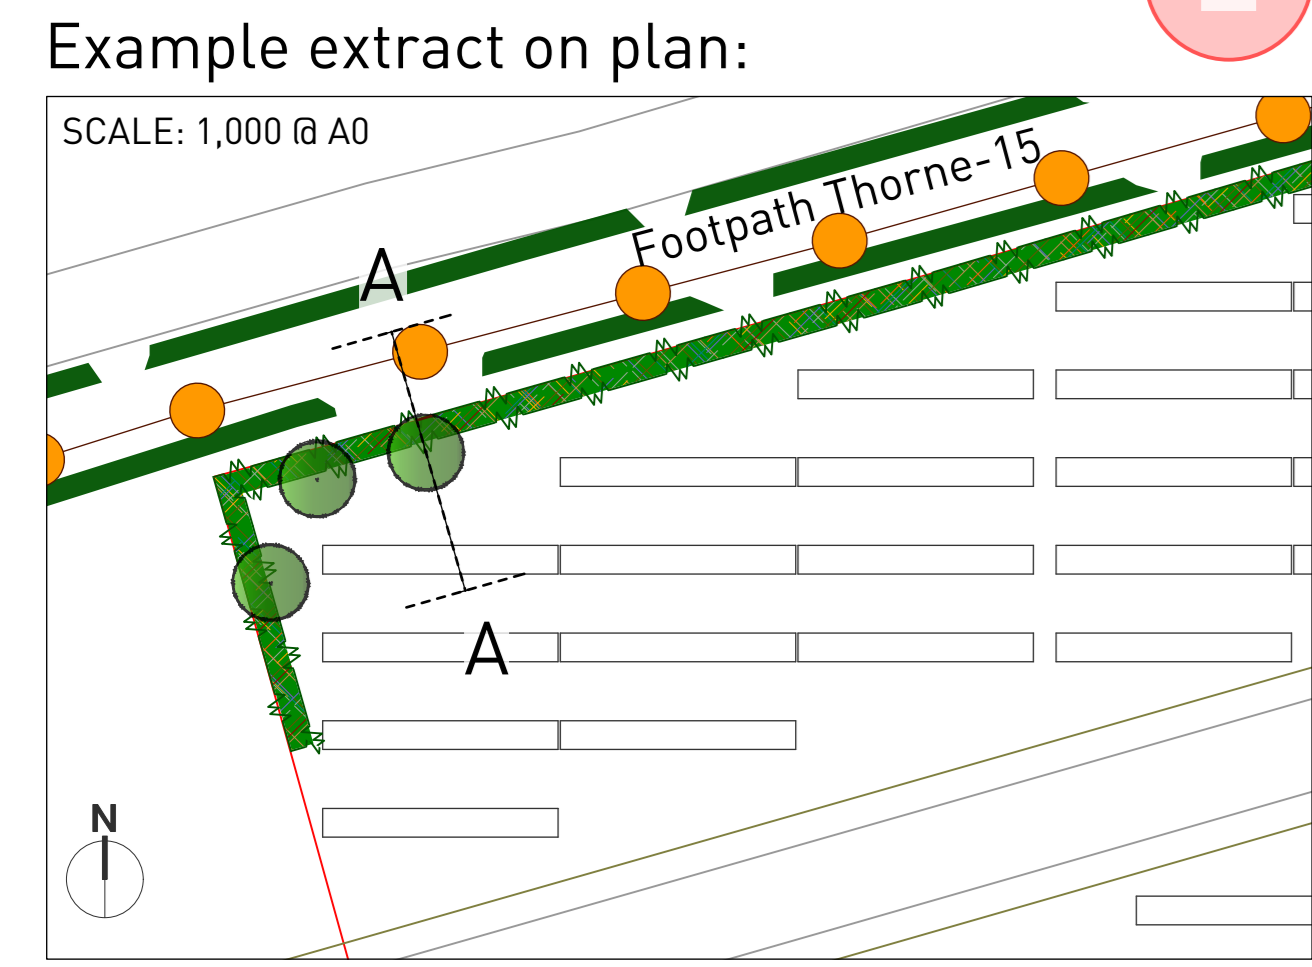 Example extract on plan:
SCALE: 1,000 @ A0
Footpath Thorne-15
A
A
N